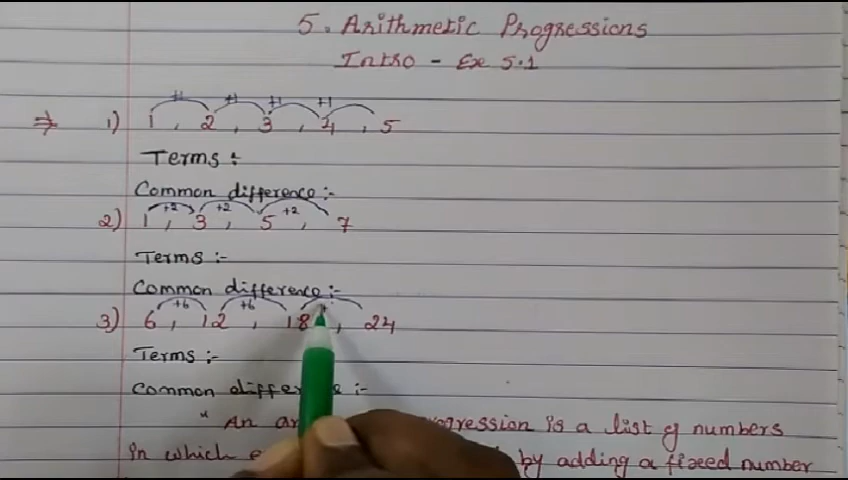 5. Arithmetic Progressions
Intro - Ex 5.1
+1 +1 +1 +1
⇒ 1) 1, 2, 3, 4, 5
Terms :-
Common difference :-
+2 +2 +2
2) 1, 3, 5, 7
Terms :-
Common difference :-
+6 +6
3) 6, 12, 18, 24
Terms :-
Common :-
" An is a list of numbers
in which by adding a fixed number